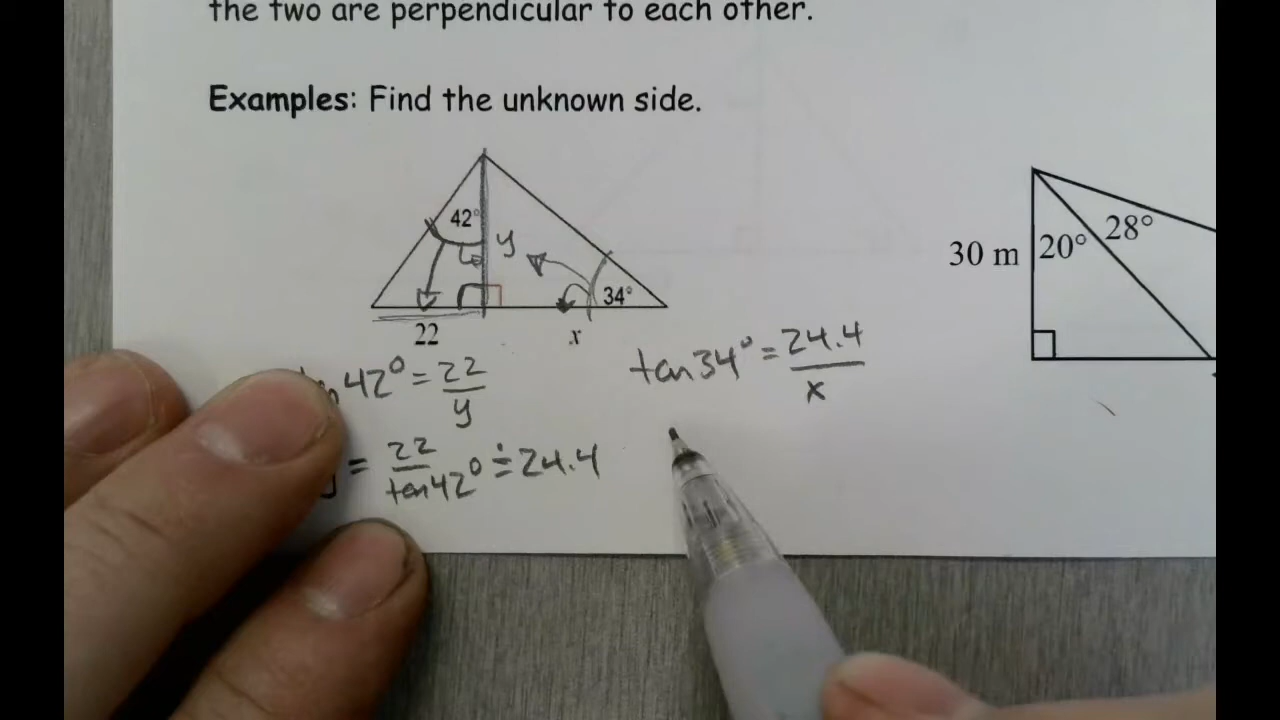 the two are perpendicular to each other.
Examples: Find the unknown side.
42°
y
34°
22
x
42° = 22/y
= 22/tan42° ≐ 24.4
tan34° = 24.4/x
30 m
20°
28°